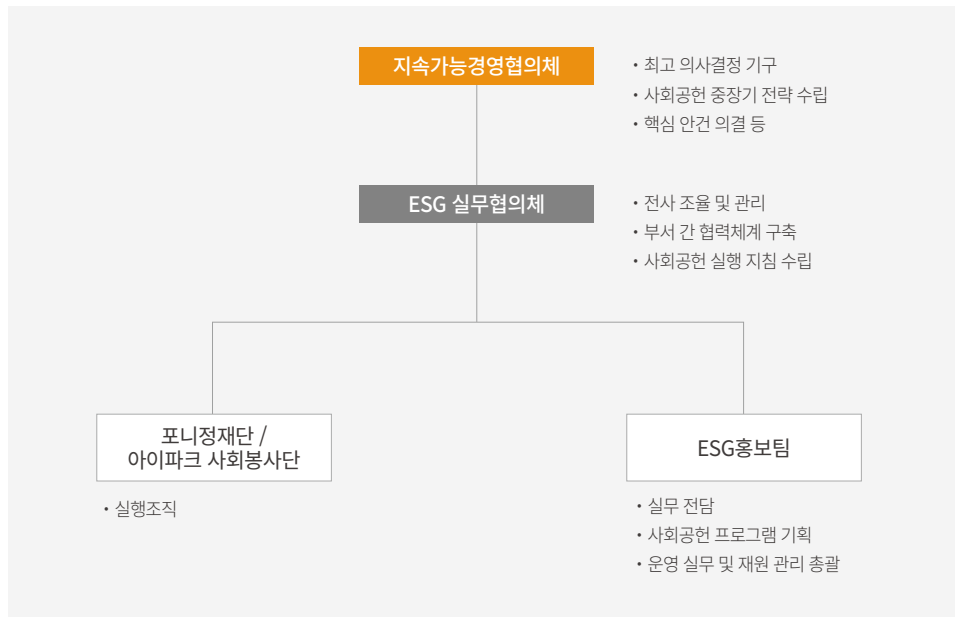 지속가능경영협의체
• 최고 의사결정 기구
• 사회공헌 중장기 전략 수립
• 핵심 안건 의결 등
ESG 실무협의체
• 전사 조율 및 관리
• 부서 간 협력체계 구축
• 사회공헌 실행 지침 수립
포니정재단 /
아이파크 사회봉사단
• 실행조직
ESG홍보팀
• 실무 전담
• 사회공헌 프로그램 기획
• 운영 실무 및 재원 관리 총괄